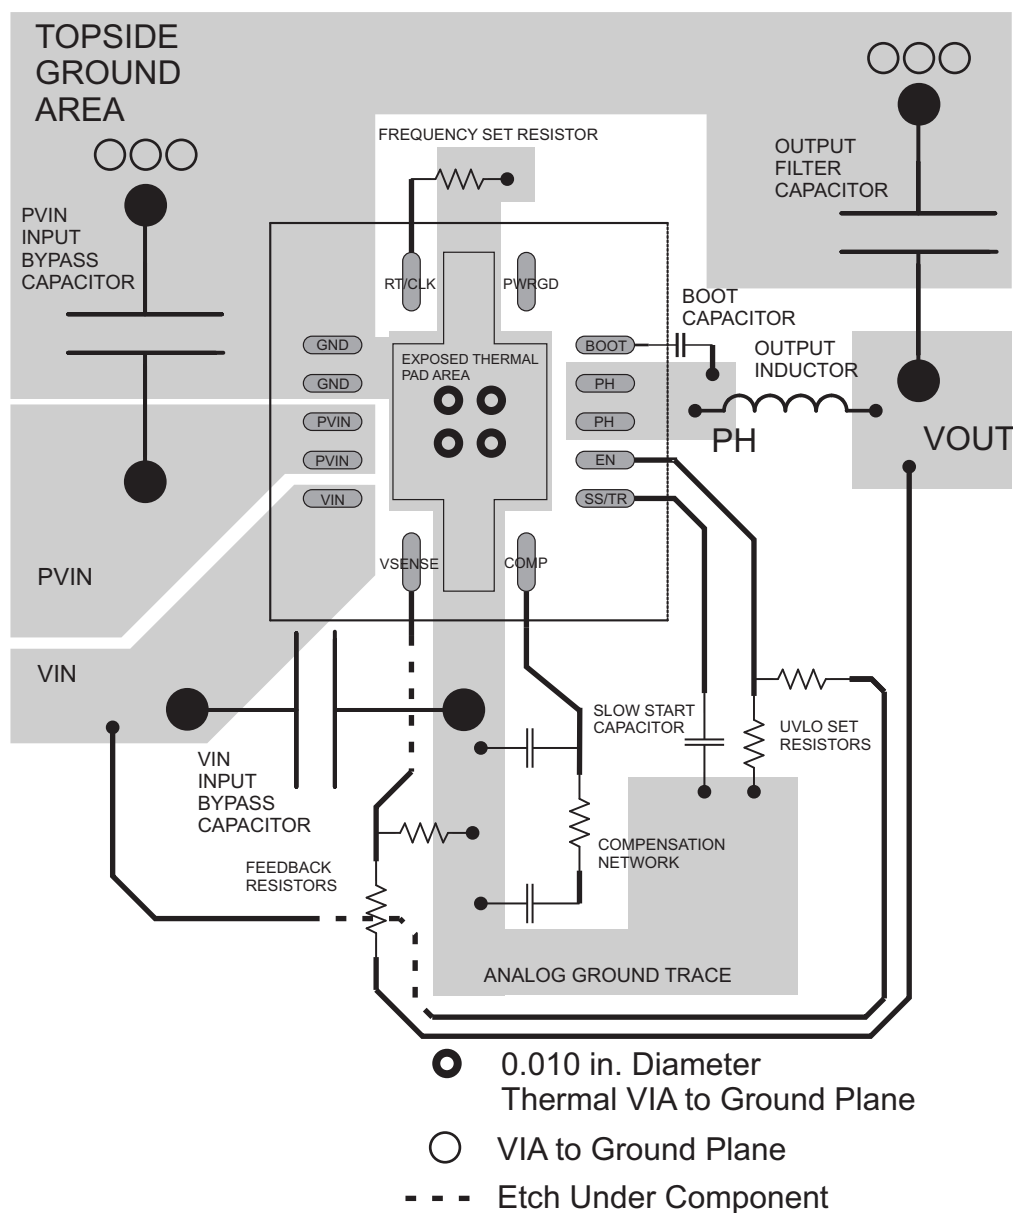 TOPSIDE
GROUND
AREA
FREQUENCY SET RESISTOR
OUTPUT
FILTER
CAPACITOR
PVIN
INPUT
BYPASS
CAPACITOR
RT/CLK
PWRGD
BOOT
CAPACITOR
GND
EXPOSED THERMAL
PAD AREA
BOOT
OUTPUT
INDUCTOR
GND
PH
PVIN
PH
PH
VOUT
PVIN
EN
VIN
SS/TR
VSENSE
COMP
PVIN
VIN
SLOW START
CAPACITOR
UVLO SET
RESISTORS
VIN
INPUT
BYPASS
CAPACITOR
COMPENSATION
NETWORK
FEEDBACK
RESISTORS
ANALOG GROUND TRACE
0.010 in. Diameter
Thermal VIA to Ground Plane
VIA to Ground Plane
Etch Under Component